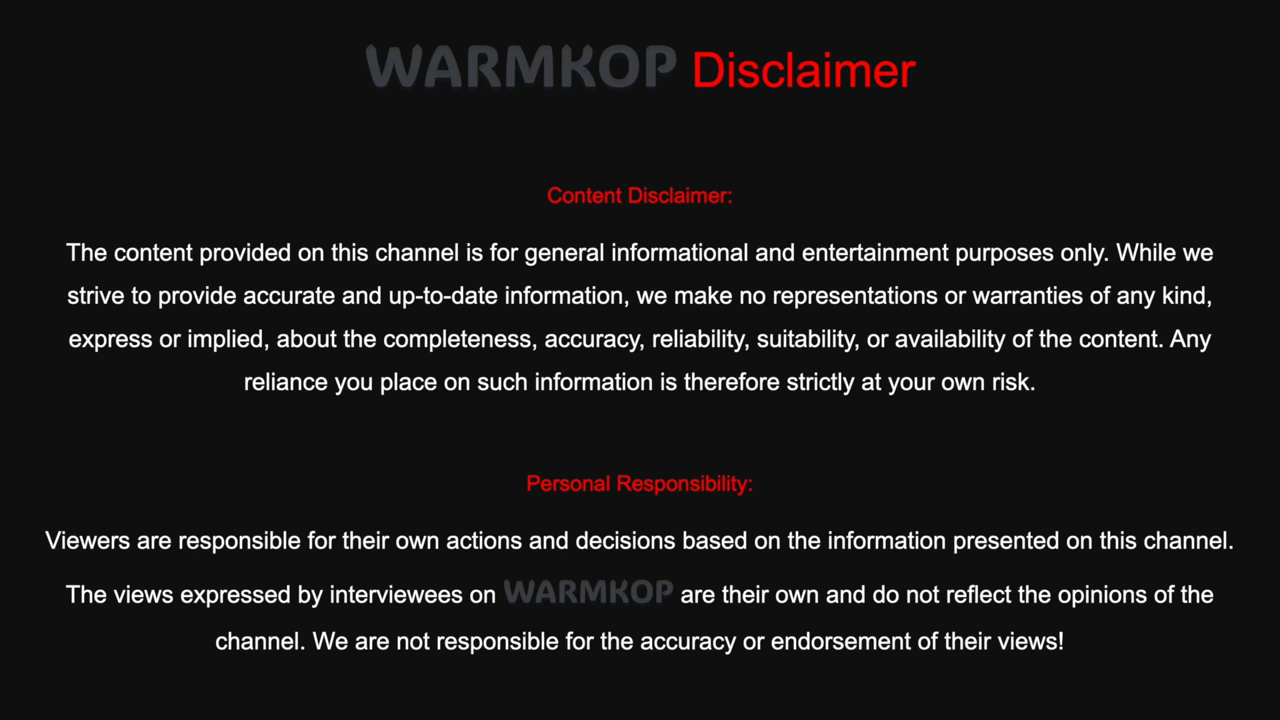 WARMKOP Disclaimer
Content Disclaimer:
The content provided on this channel is for general informational and entertainment purposes only. While we
strive to provide accurate and up-to-date information, we make no representations or warranties of any kind,
express or implied, about the completeness, accuracy, reliability, suitability, or availability of the content. Any
reliance you place on such information is therefore strictly at your own risk.
Personal Responsibility:
Viewers are responsible for their own actions and decisions based on the information presented on this channel.
The views expressed by interviewees on WARMKOP are their own and do not reflect the opinions of the
channel. We are not responsible for the accuracy or endorsement of their views!